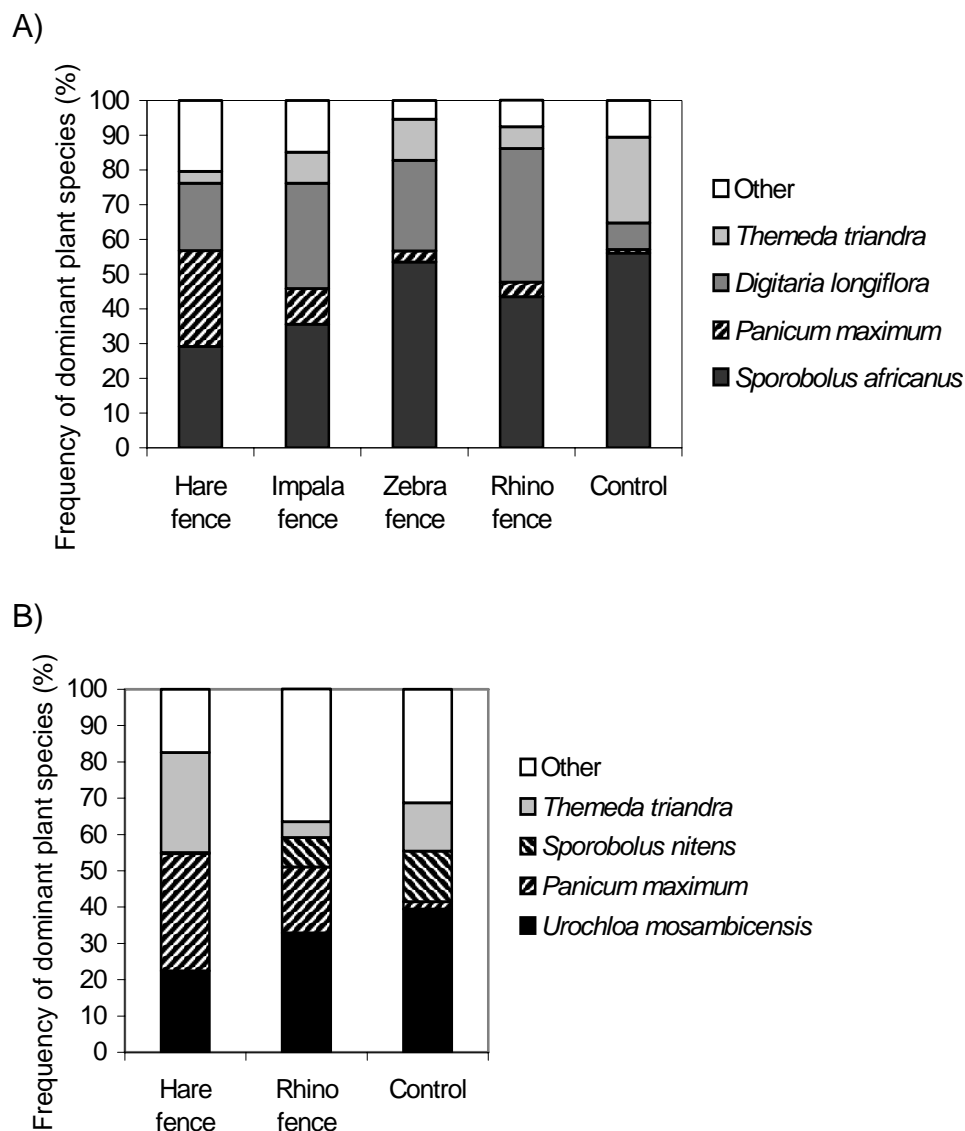 A)
Frequency of dominant plant species (%)
100
90
80
70
60
50
40
30
20
10
0
Hare
fence
Impala
fence
Zebra
fence
Rhino
fence
Control
Other
Themeda triandra
Digitaria longiflora
Panicum maximum
Sporobolus africanus
B)
Frequency of dominant plant species (%)
100
90
80
70
60
50
40
30
20
10
0
Hare
fence
Rhino
fence
Control
Other
Themeda triandra
Sporobolus nitens
Panicum maximum
Urochloa mosambicensis